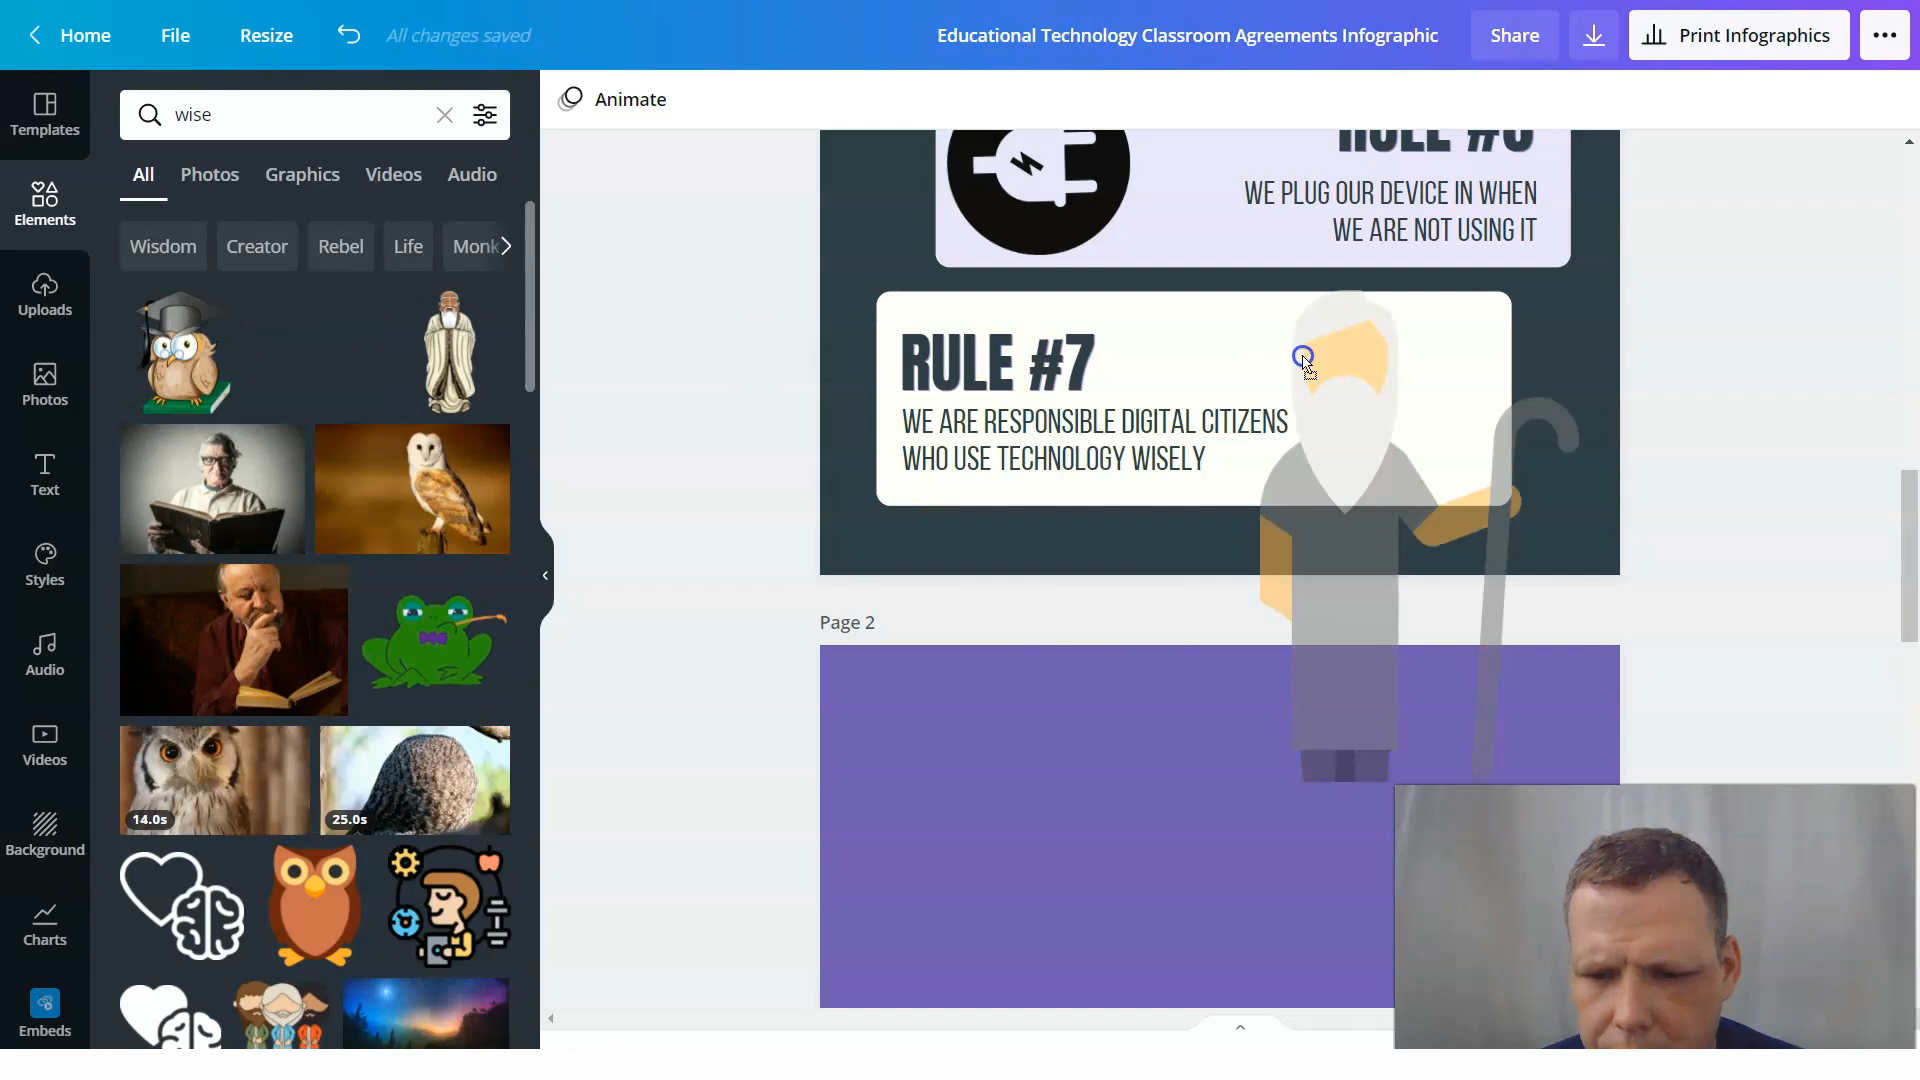 Home
File
Resize
All changes saved
Educational Technology Classroom Agreements Infographic
Share
Print Infographics
Templates
Elements
Uploads
Photos
Text
Styles
Audio
Videos
Background
Charts
Embeds
wise
All
Photos
Graphics
Videos
Audio
Wisdom
Creator
Rebel
Life
Monk
14.0s
25.0s
Animate
RULE #6
WE PLUG OUR DEVICE IN WHEN
WE ARE NOT USING IT
RULE #7
WE ARE RESPONSIBLE DIGITAL CITIZENS
WHO USE TECHNOLOGY WISELY
Page 2